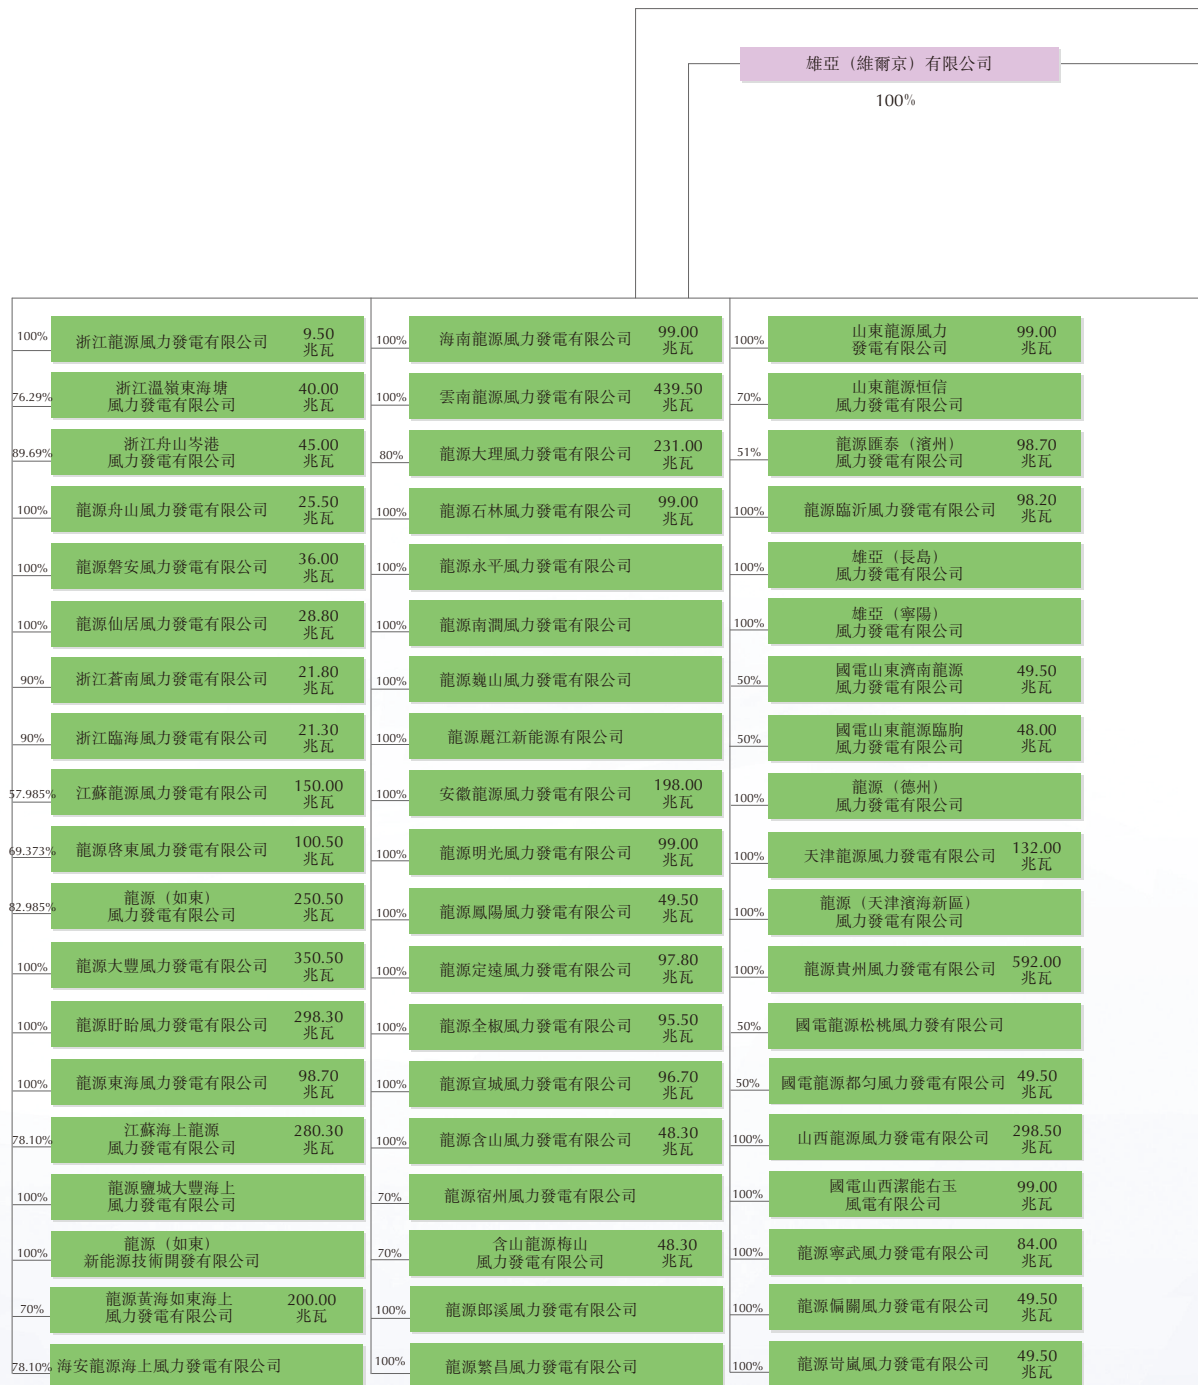 雄亞（維爾京）有限公司
100%
100%
浙江龍源風力發電有限公司
9.50
兆瓦
76.29%
浙江溫嶺東海塘
風力發電有限公司
40.00
兆瓦
89.69%
浙江舟山岑港
風力發電有限公司
45.00
兆瓦
100%
龍源舟山風力發電有限公司
25.50
兆瓦
100%
龍源磐安風力發電有限公司
36.00
兆瓦
100%
龍源仙居風力發電有限公司
28.80
兆瓦
90%
浙江蒼南風力發電有限公司
21.80
兆瓦
90%
浙江臨海風力發電有限公司
21.30
兆瓦
57.985%
江蘇龍源風力發電有限公司
150.00
兆瓦
69.373%
龍源啓東風力發電有限公司
100.50
兆瓦
82.985%
龍源（如東）
風力發電有限公司
250.50
兆瓦
100%
龍源大豐風力發電有限公司
350.50
兆瓦
100%
龍源盱眙風力發電有限公司
298.30
兆瓦
100%
龍源東海風力發電有限公司
98.70
兆瓦
78.10%
江蘇海上龍源
風力發電有限公司
280.30
兆瓦
100%
龍源鹽城大豐海上
風力發電有限公司
100%
龍源（如東）
新能源技術開發有限公司
70%
龍源黃海如東海上
風力發電有限公司
200.00
兆瓦
78.10%
海安龍源海上風力發電有限公司
100%
海南龍源風力發電有限公司
99.00
兆瓦
100%
雲南龍源風力發電有限公司
439.50
兆瓦
80%
龍源大理風力發電有限公司
231.00
兆瓦
100%
龍源石林風力發電有限公司
99.00
兆瓦
100%
龍源永平風力發電有限公司
100%
龍源南澗風力發電有限公司
100%
龍源巍山風力發電有限公司
100%
龍源麗江新能源有限公司
100%
安徽龍源風力發電有限公司
198.00
兆瓦
100%
龍源明光風力發電有限公司
99.00
兆瓦
100%
龍源鳳陽風力發電有限公司
49.50
兆瓦
100%
龍源定遠風力發電有限公司
97.80
兆瓦
100%
龍源全椒風力發電有限公司
95.50
兆瓦
100%
龍源宣城風力發電有限公司
96.70
兆瓦
100%
龍源含山風力發電有限公司
48.30
兆瓦
70%
龍源宿州風力發電有限公司
70%
含山龍源梅山
風力發電有限公司
48.30
兆瓦
100%
龍源郎溪風力發電有限公司
100%
龍源繁昌風力發電有限公司
100%
山東龍源風力
發電有限公司
99.00
兆瓦
70%
山東龍源恒信
風力發電有限公司
51%
龍源匯泰（濱州）
風力發電有限公司
98.70
兆瓦
100%
龍源臨沂風力發電有限公司
98.20
兆瓦
100%
雄亞（長島）
風力發電有限公司
100%
雄亞（寧陽）
風力發電有限公司
50%
國電山東濟南龍源
風力發電有限公司
49.50
兆瓦
50%
國電山東龍源臨朐
風力發電有限公司
48.00
兆瓦
100%
龍源（德州）
風力發電有限公司
100%
天津龍源風力發電有限公司
132.00
兆瓦
100%
龍源（天津濱海新區）
風力發電有限公司
100%
龍源貴州風力發電有限公司
592.00
兆瓦
50%
國電龍源松桃風力發有限公司
50%
國電龍源都勻風力發電有限公司
49.50
兆瓦
100%
山西龍源風力發電有限公司
298.50
兆瓦
100%
國電山西潔能右玉
風電有限公司
99.00
兆瓦
100%
龍源寧武風力發電有限公司
84.00
兆瓦
100%
龍源偏關風力發電有限公司
49.50
兆瓦
100%
龍源岢嵐風力發電有限公司
49.50
兆瓦